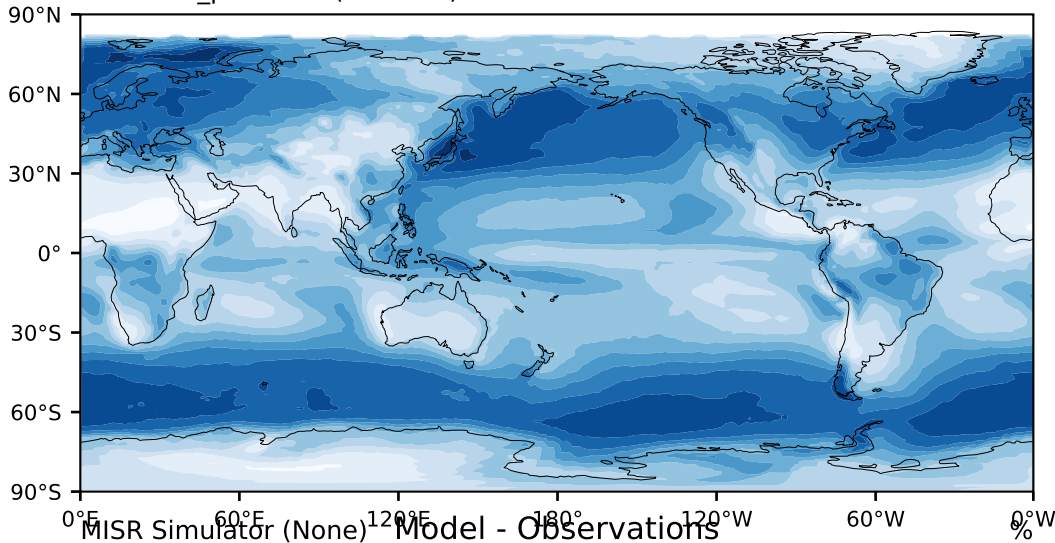 90°N
60°N
30°N
0°
30°S
60°S
90°S
0°E 60°E 120°E 180° 120°W 60°W 0°W
MISR Simulator (None) Model - Observations %